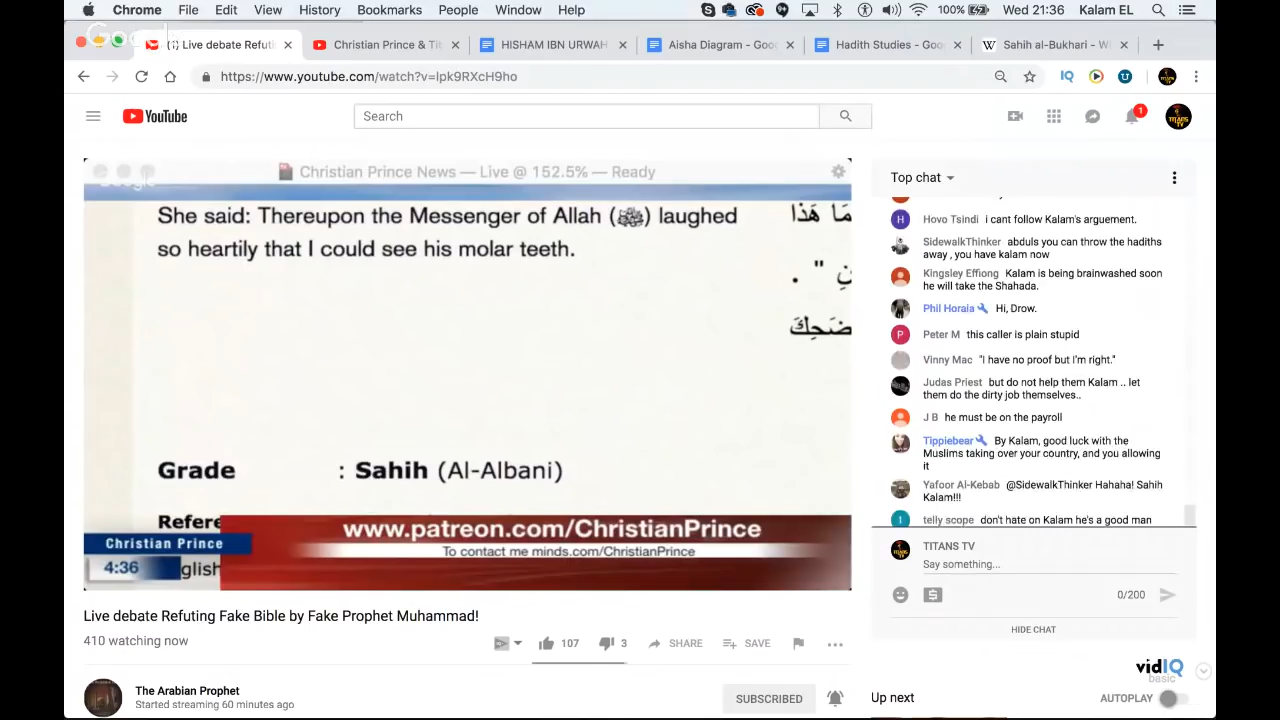 Chrome File Edit View History Bookmarks People Window Help 100% Wed 21:36 Kalam EL
(1) Live debate Refuti
Christian Prince & Tit
HISHAM IBN URWAH
Aisha Diagram - Goo
Hadith Studies - Goo
Sahih al-Bukhari - Wi
https://www.youtube.com/watch?v=lpk9RXcH9ho
YouTube
Search
1
TITANS TV
Christian Prince News — Live @ 152.5% — Ready
Google
She said: Thereupon the Messenger of Allah (ﷺ) laughed
so heartily that I could see his molar teeth.
مَا هَذَا
نِ " .
ضَحِكَ
Grade : Sahih (Al-Albani)
Refere
Christian Prince
4:36
glish
www.patreon.com/ChristianPrince
To contact me minds.com/ChristianPrince
Live debate Refuting Fake Bible by Fake Prophet Muhammad!
410 watching now
107
3
SHARE
SAVE
The Arabian Prophet
Started streaming 60 minutes ago
SUBSCRIBED
Top chat
Hovo Tsindi i cant follow Kalam's arguement.
SidewalkThinker abduls you can throw the hadiths
away , you have kalam now
Kingsley Effiong Kalam is being brainwashed soon
he will take the Shahada.
Phil Horaia Hi, Drow.
Peter M this caller is plain stupid
Vinny Mac "I have no proof but I'm right."
Judas Priest but do not help them Kalam .. let
them do the dirty job themselves..
J B he must be on the payroll
Tippiebear By Kalam, good luck with the
Muslims taking over your country, and you allowing
it
Yafoor Al-Kebab @SidewalkThinker Hahaha! Sahih
Kalam!!!
telly scope don't hate on Kalam he's a good man
TITANS TV
Say something...
0/200
HIDE CHAT
vidIQ
basic
Up next
AUTOPLAY